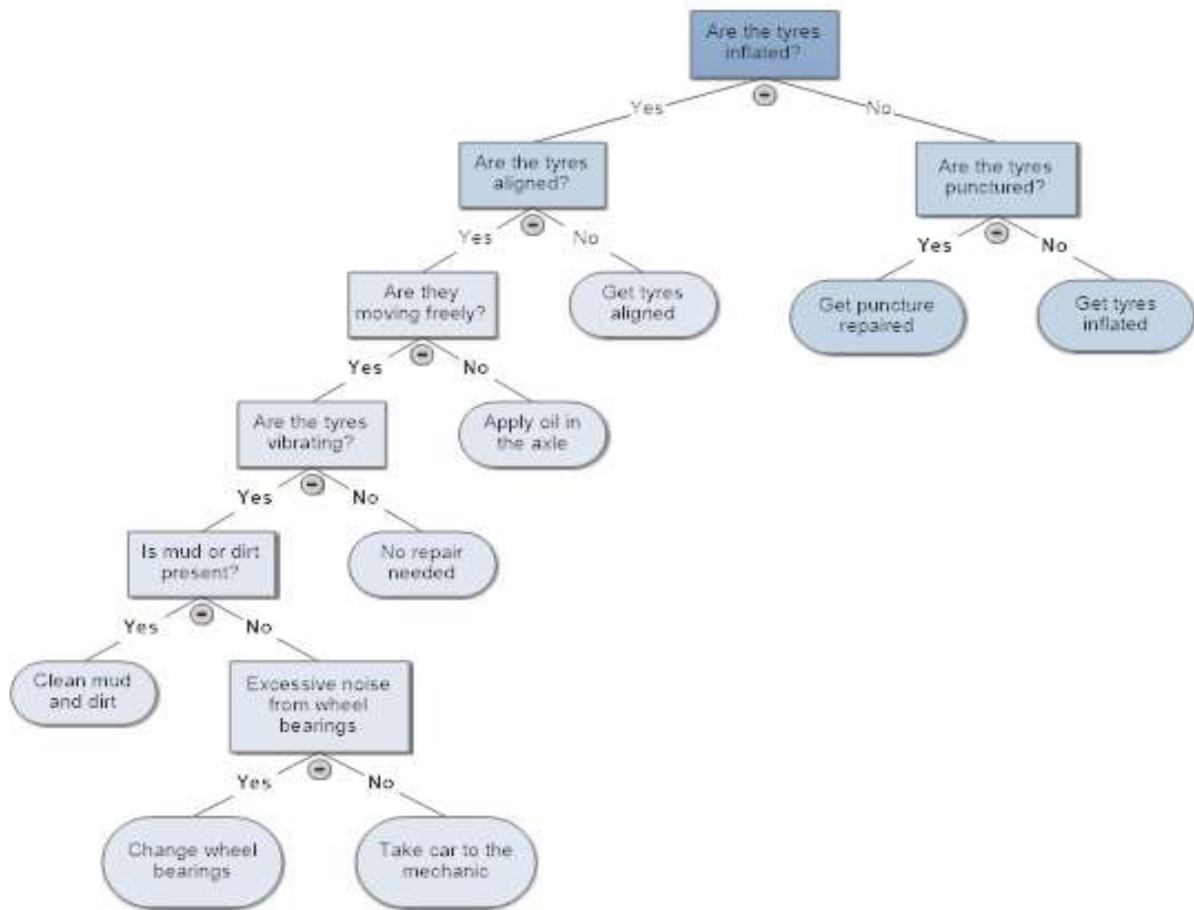 Are the tyres
inflated?
Yes
No
Are the tyres
aligned?
Are the tyres
punctured?
Yes
No
Yes
No
Are they
moving freely?
Get tyres
aligned
Get puncture
repaired
Get tyres
inflated
Yes
No
Are the tyres
vibrating?
Apply oil in
the axle
Yes
No
Is mud or dirt
present?
No repair
needed
Yes
No
Clean mud
and dirt
Excessive noise
from wheel
bearings
Yes
No
Change wheel
bearings
Take car to the
mechanic